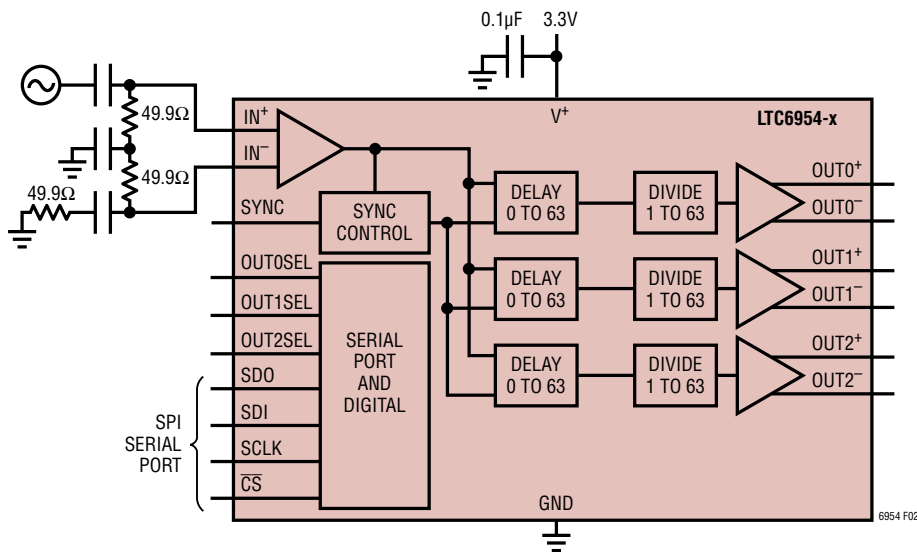 0.1µF
3.3V
49.9Ω
49.9Ω
49.9Ω
IN⁺
IN⁻
V⁺
LTC6954-x
SYNC
SYNC
CONTROL
DELAY
0 TO 63
DIVIDE
1 TO 63
OUT0⁺
OUT0⁻
OUT0SEL
OUT1SEL
OUT2SEL
DELAY
0 TO 63
DIVIDE
1 TO 63
OUT1⁺
OUT1⁻
SERIAL
PORT
AND
DIGITAL
DELAY
0 TO 63
DIVIDE
1 TO 63
OUT2⁺
OUT2⁻
SPI
SERIAL
PORT
SDO
SDI
SCLK
C̅S̅
GND
6954 F02